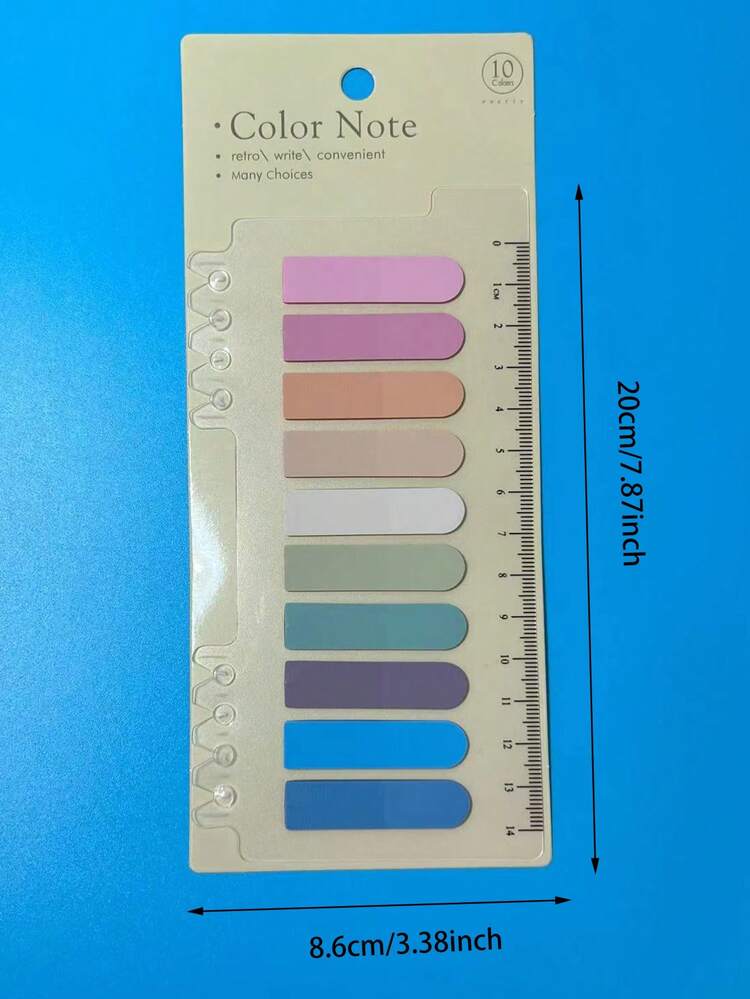 10
Colors
• Color Note
• retro\ write\ convenient
• Many Choices
0
1CM
2
3
4
5
6
7
8
9
10
11
12
13
14
20cm/7.87inch
8.6cm/3.38inch